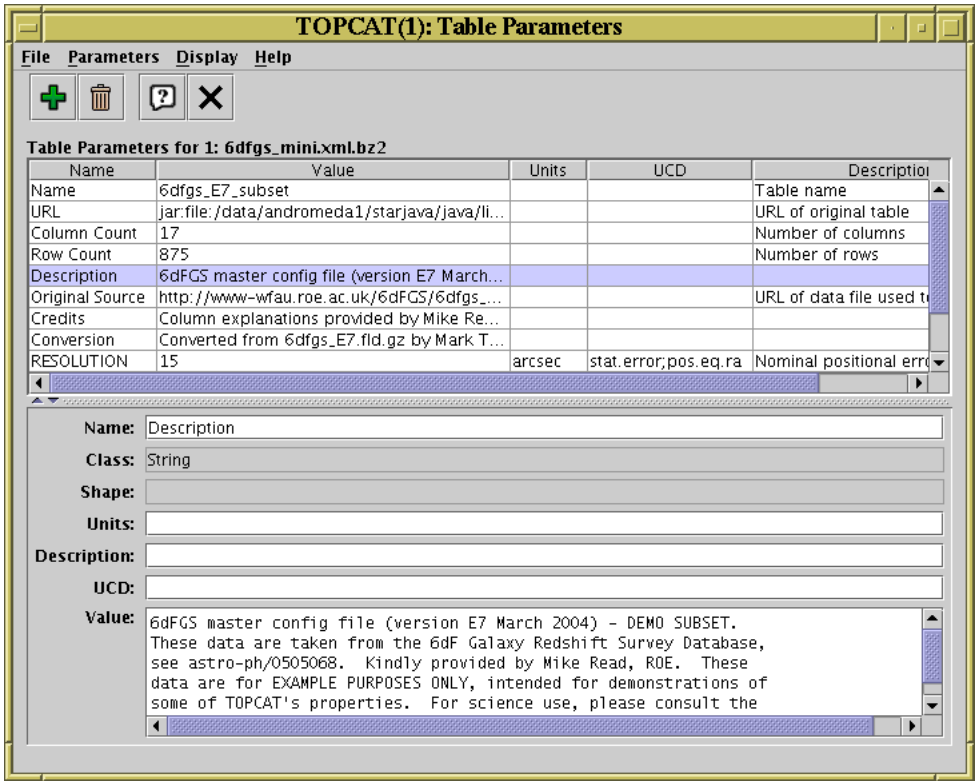 TOPCAT(1): Table Parameters
File Parameters Display Help
Table Parameters for 1: 6dfgs_mini.xml.bz2
Name Value Units UCD Description
Name 6dfgs_E7_subset Table name
URL jar:file:/data/andromeda1/starjava/java/li... URL of original table
Column Count 17 Number of columns
Row Count 875 Number of rows
Description 6dFGS master config file (version E7 March...
Original Source http://www-wfau.roe.ac.uk/6dFGS/6dfgs_... URL of data file used t
Credits Column explanations provided by Mike Re...
Conversion Converted from 6dfgs_E7.fld.gz by Mark T...
RESOLUTION 15 arcsec stat.error;pos.eq.ra Nominal positional erro
Name: Description
Class: String
Shape:
Units:
Description:
UCD:
Value: 6dFGS master config file (version E7 March 2004) - DEMO SUBSET.
These data are taken from the 6dF Galaxy Redshift Survey Database,
see astro-ph/0505068. Kindly provided by Mike Read, ROE. These
data are for EXAMPLE PURPOSES ONLY, intended for demonstrations of
some of TOPCAT's properties. For science use, please consult the